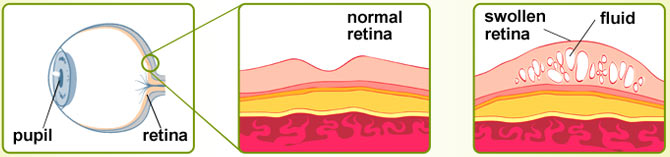 pupil
retina
normal
retina
swollen
retina
fluid